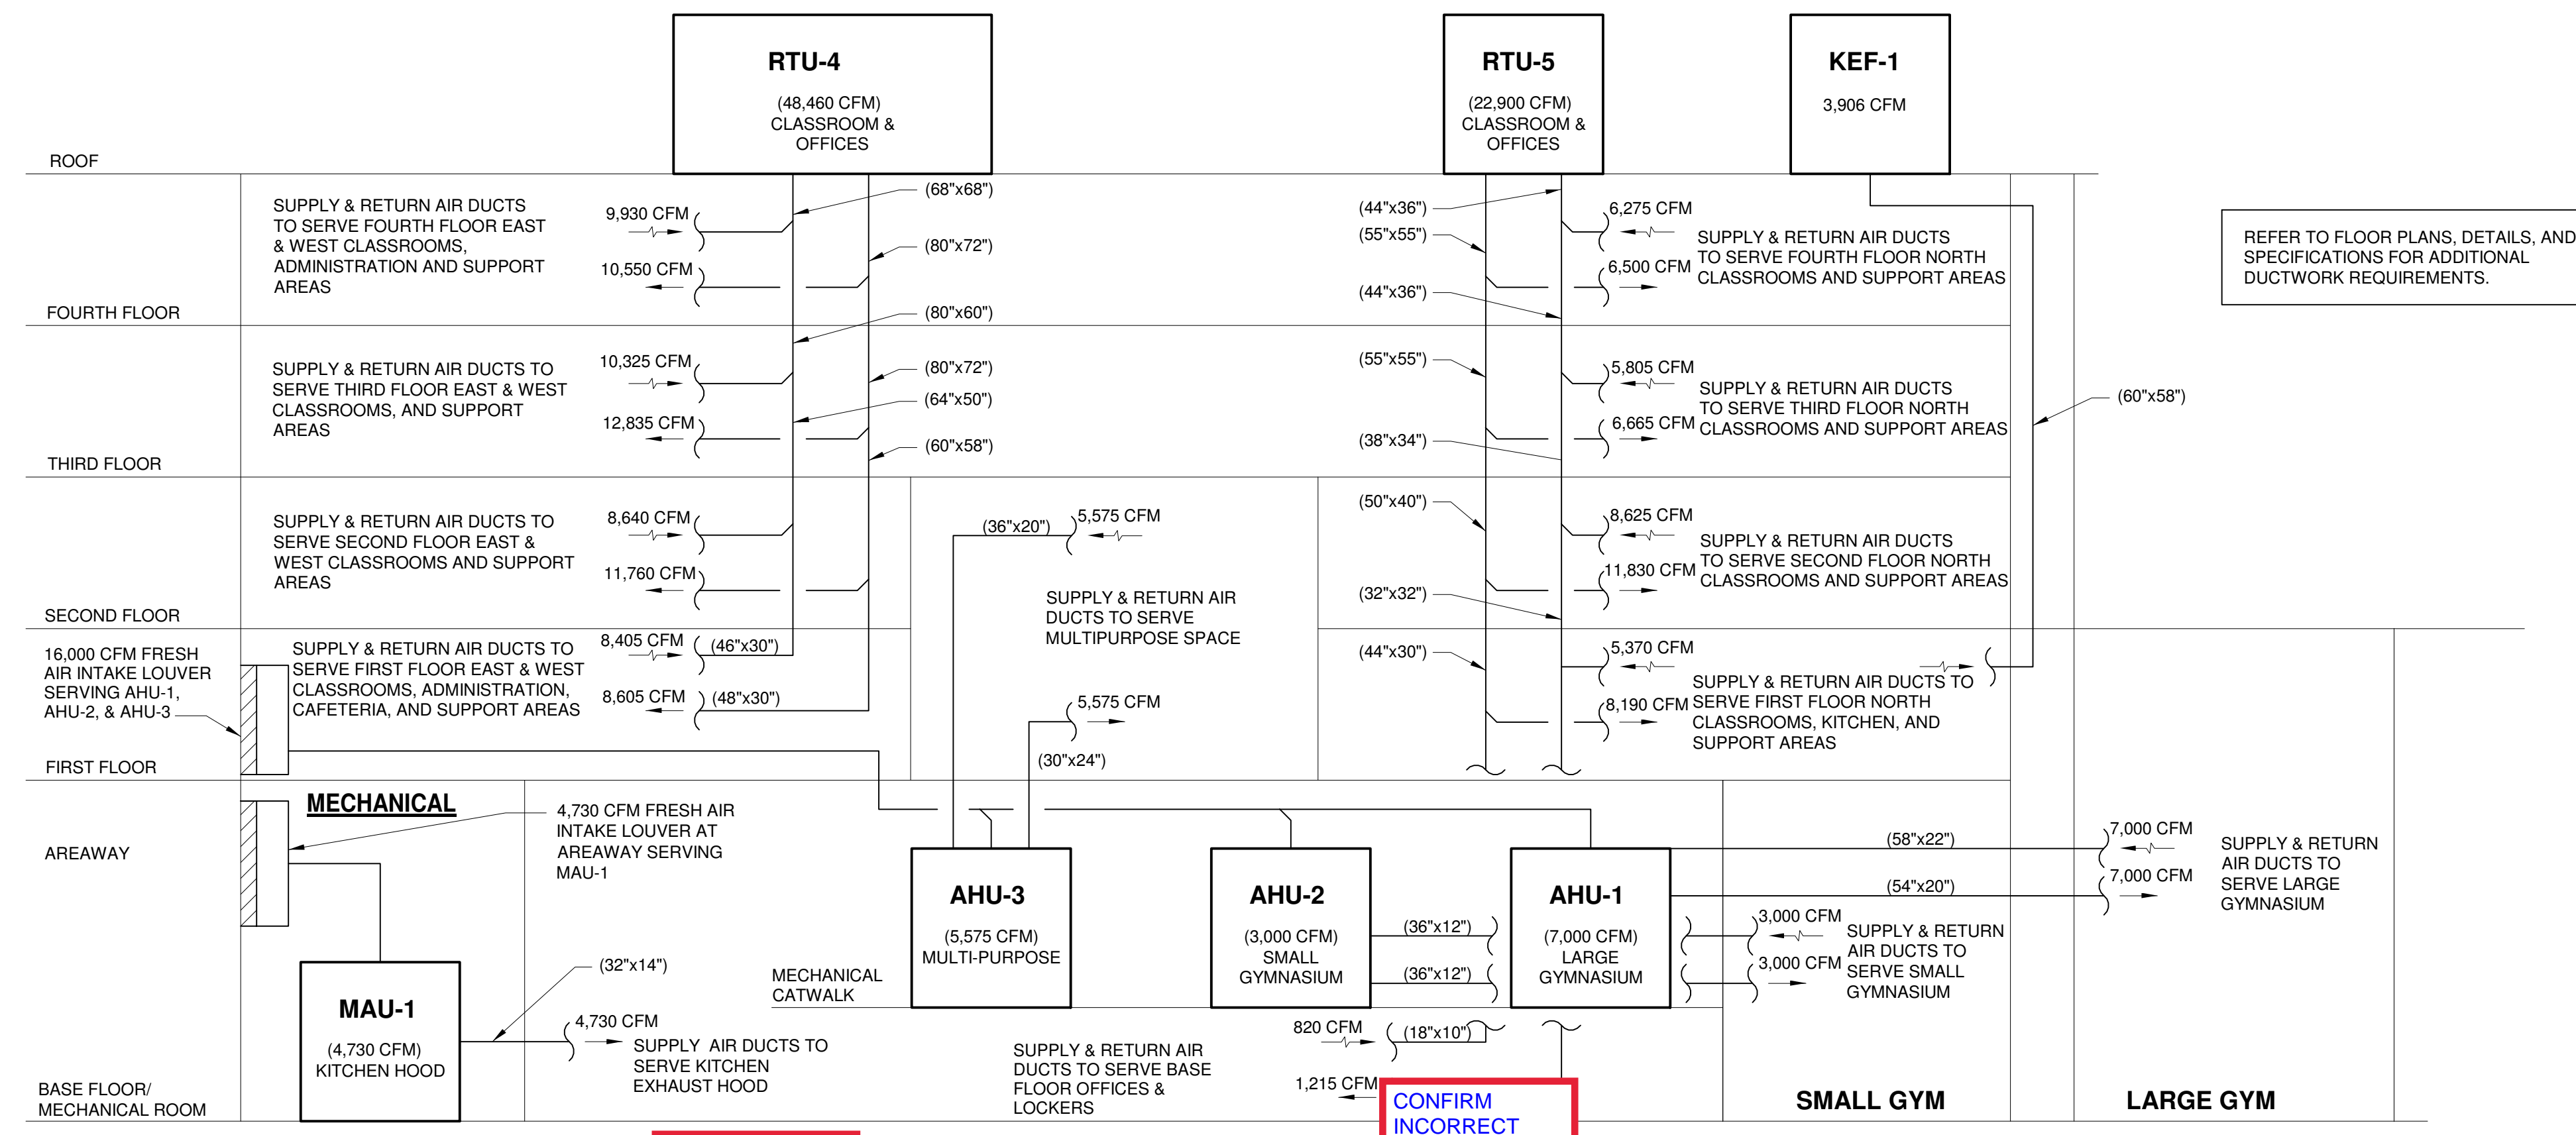 RTU-4
(48,460 CFM)
CLASSROOM &
OFFICES
RTU-5
(22,900 CFM)
CLASSROOM &
OFFICES
KEF-1
3,906 CFM
ROOF
SUPPLY & RETURN AIR DUCTS
TO SERVE FOURTH FLOOR EAST
& WEST CLASSROOMS,
ADMINISTRATION AND SUPPORT
AREAS
9,930 CFM
10,550 CFM
(68"x68")
(80"x72")
(80"x60")
(44"x36")
(55"x55")
(44"x36")
6,275 CFM
6,500 CFM
SUPPLY & RETURN AIR DUCTS
TO SERVE FOURTH FLOOR NORTH
CLASSROOMS AND SUPPORT AREAS
REFER TO FLOOR PLANS, DETAILS, AND
SPECIFICATIONS FOR ADDITIONAL
DUCTWORK REQUIREMENTS.
FOURTH FLOOR
SUPPLY & RETURN AIR DUCTS TO
SERVE THIRD FLOOR EAST & WEST
CLASSROOMS, AND SUPPORT
AREAS
10,325 CFM
12,835 CFM
(80"x72")
(64"x50")
(60"x58")
(55"x55")
(38"x34")
5,805 CFM
6,665 CFM
SUPPLY & RETURN AIR DUCTS
TO SERVE THIRD FLOOR NORTH
CLASSROOMS AND SUPPORT AREAS
(60"x58")
THIRD FLOOR
SUPPLY & RETURN AIR DUCTS TO
SERVE SECOND FLOOR EAST &
WEST CLASSROOMS AND SUPPORT
AREAS
8,640 CFM
11,760 CFM
(36"x20")
5,575 CFM
SUPPLY & RETURN AIR
DUCTS TO SERVE
MULTIPURPOSE SPACE
(50"x40")
(32"x32")
8,625 CFM
11,830 CFM
SUPPLY & RETURN AIR DUCTS
TO SERVE SECOND FLOOR NORTH
CLASSROOMS AND SUPPORT AREAS
SECOND FLOOR
16,000 CFM FRESH
AIR INTAKE LOUVER
SERVING AHU-1,
AHU-2, & AHU-3
SUPPLY & RETURN AIR DUCTS TO
SERVE FIRST FLOOR EAST & WEST
CLASSROOMS, ADMINISTRATION,
CAFETERIA, AND SUPPORT AREAS
8,405 CFM
(46"x30")
8,605 CFM
(48"x30")
5,575 CFM
(30"x24")
(44"x30")
5,370 CFM
8,190 CFM
SUPPLY & RETURN AIR DUCTS TO
SERVE FIRST FLOOR NORTH
CLASSROOMS, KITCHEN, AND
SUPPORT AREAS
FIRST FLOOR
MECHANICAL
4,730 CFM FRESH AIR
INTAKE LOUVER AT
AREAWAY SERVING
MAU-1
AREAWAY
AHU-3
(5,575 CFM)
MULTI-PURPOSE
AHU-2
(3,000 CFM)
SMALL
GYMNASIUM
(36"x12")
(36"x12")
AHU-1
(7,000 CFM)
LARGE
GYMNASIUM
(58"x22")
(54"x20")
7,000 CFM
7,000 CFM
SUPPLY & RETURN
AIR DUCTS TO
SERVE LARGE
GYMNASIUM
3,000 CFM
3,000 CFM
SUPPLY & RETURN
AIR DUCTS TO
SERVE SMALL
GYMNASIUM
MECHANICAL
CATWALK
MAU-1
(4,730 CFM)
KITCHEN HOOD
(32"x14")
4,730 CFM
SUPPLY AIR DUCTS TO
SERVE KITCHEN
EXHAUST HOOD
SUPPLY & RETURN AIR
DUCTS TO SERVE BASE
FLOOR OFFICES &
LOCKERS
820 CFM
(18"x10")
1,215 CFM
CONFIRM
INCORRECT
BASE FLOOR/
MECHANICAL ROOM
SMALL GYM
LARGE GYM